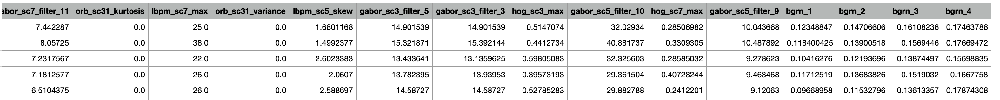 abor_sc7_filter_11 orb_sc31_kurtosis lbpm_sc7_max orb_sc31_variance lbpm_sc5_skew gabor_sc3_filter_5 gabor_sc3_filter_3 hog_sc3_max gabor_sc5_filter_10 hog_sc7_max gabor_sc5_filter_9 bgrn_1 bgrn_2 bgrn_3 bgrn_4
7.442287 0.0 25.0 0.0 1.6801168 14.901539 14.901539 0.5147074 32.02934 0.28506982 10.043668 0.12348847 0.14706606 0.16108236 0.17463788
8.05725 0.0 38.0 0.0 1.4992377 15.321871 15.392144 0.4412734 40.881737 0.3309305 10.487892 0.118400425 0.13900518 0.1569446 0.17669472
7.2317567 0.0 22.0 0.0 2.6023383 13.433641 13.1359625 0.59805083 32.325603 0.28585032 9.278623 0.10416276 0.12193696 0.13874497 0.15698835
7.1812577 0.0 26.0 0.0 2.0607 13.782395 13.93953 0.39573193 29.361504 0.40728244 9.463468 0.11712519 0.13683826 0.1519032 0.1667758
6.5104375 0.0 26.0 0.0 2.588697 14.58727 14.58727 0.52785283 29.882788 0.2412201 9.12063 0.09668958 0.11532796 0.13613357 0.17874308